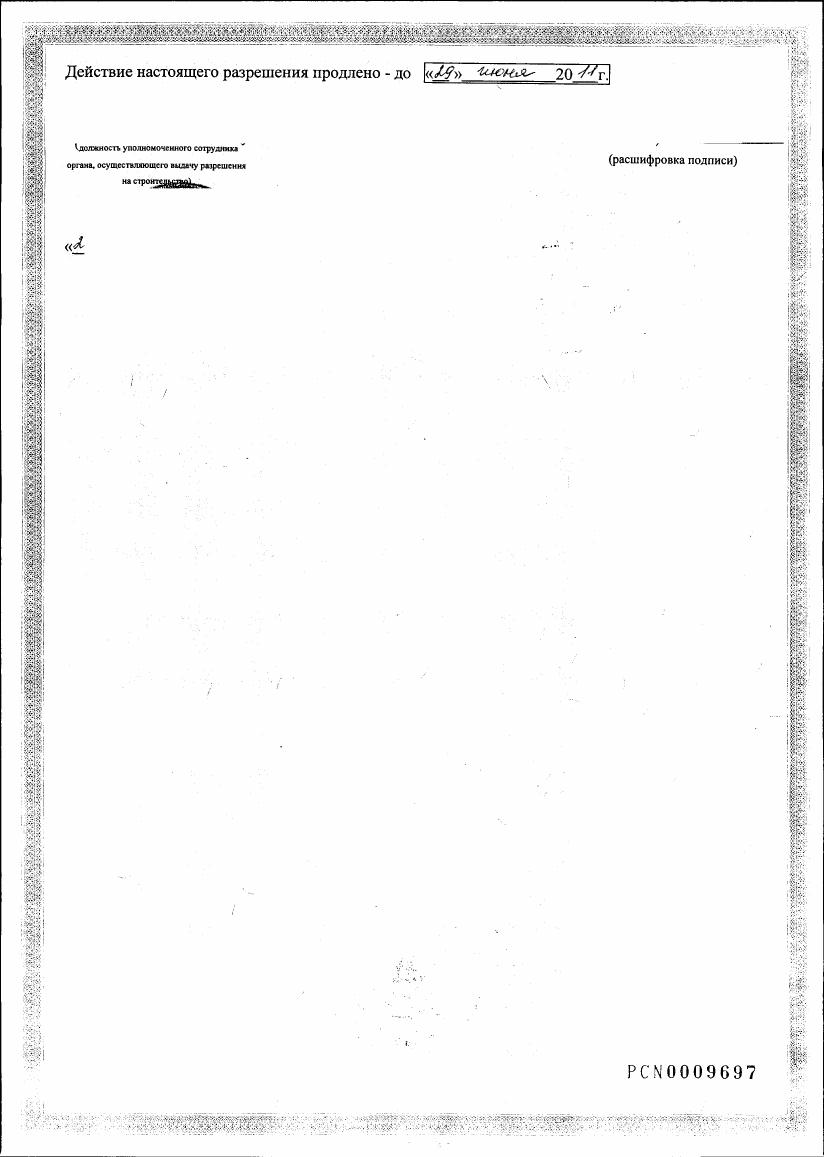 Действие настоящего разрешения продлено - до «29» июня 2011г.
(должность уполномоченного сотрудника
органа, осуществляющего выдачу разрешения
на строительство)
(расшифровка подписи)
«2
PCN0009697